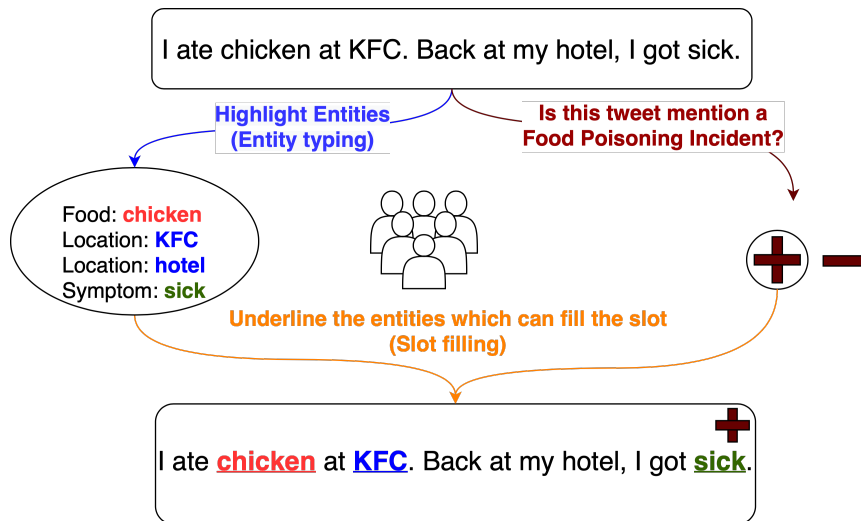 I ate chicken at KFC. Back at my hotel, I got sick.
Highlight Entities
(Entity typing)
Is this tweet mention a
Food Poisoning Incident?
Food: chicken
Location: KFC
Location: hotel
Symptom: sick
Underline the entities which can fill the slot
(Slot filling)
I ate chicken at KFC. Back at my hotel, I got sick.